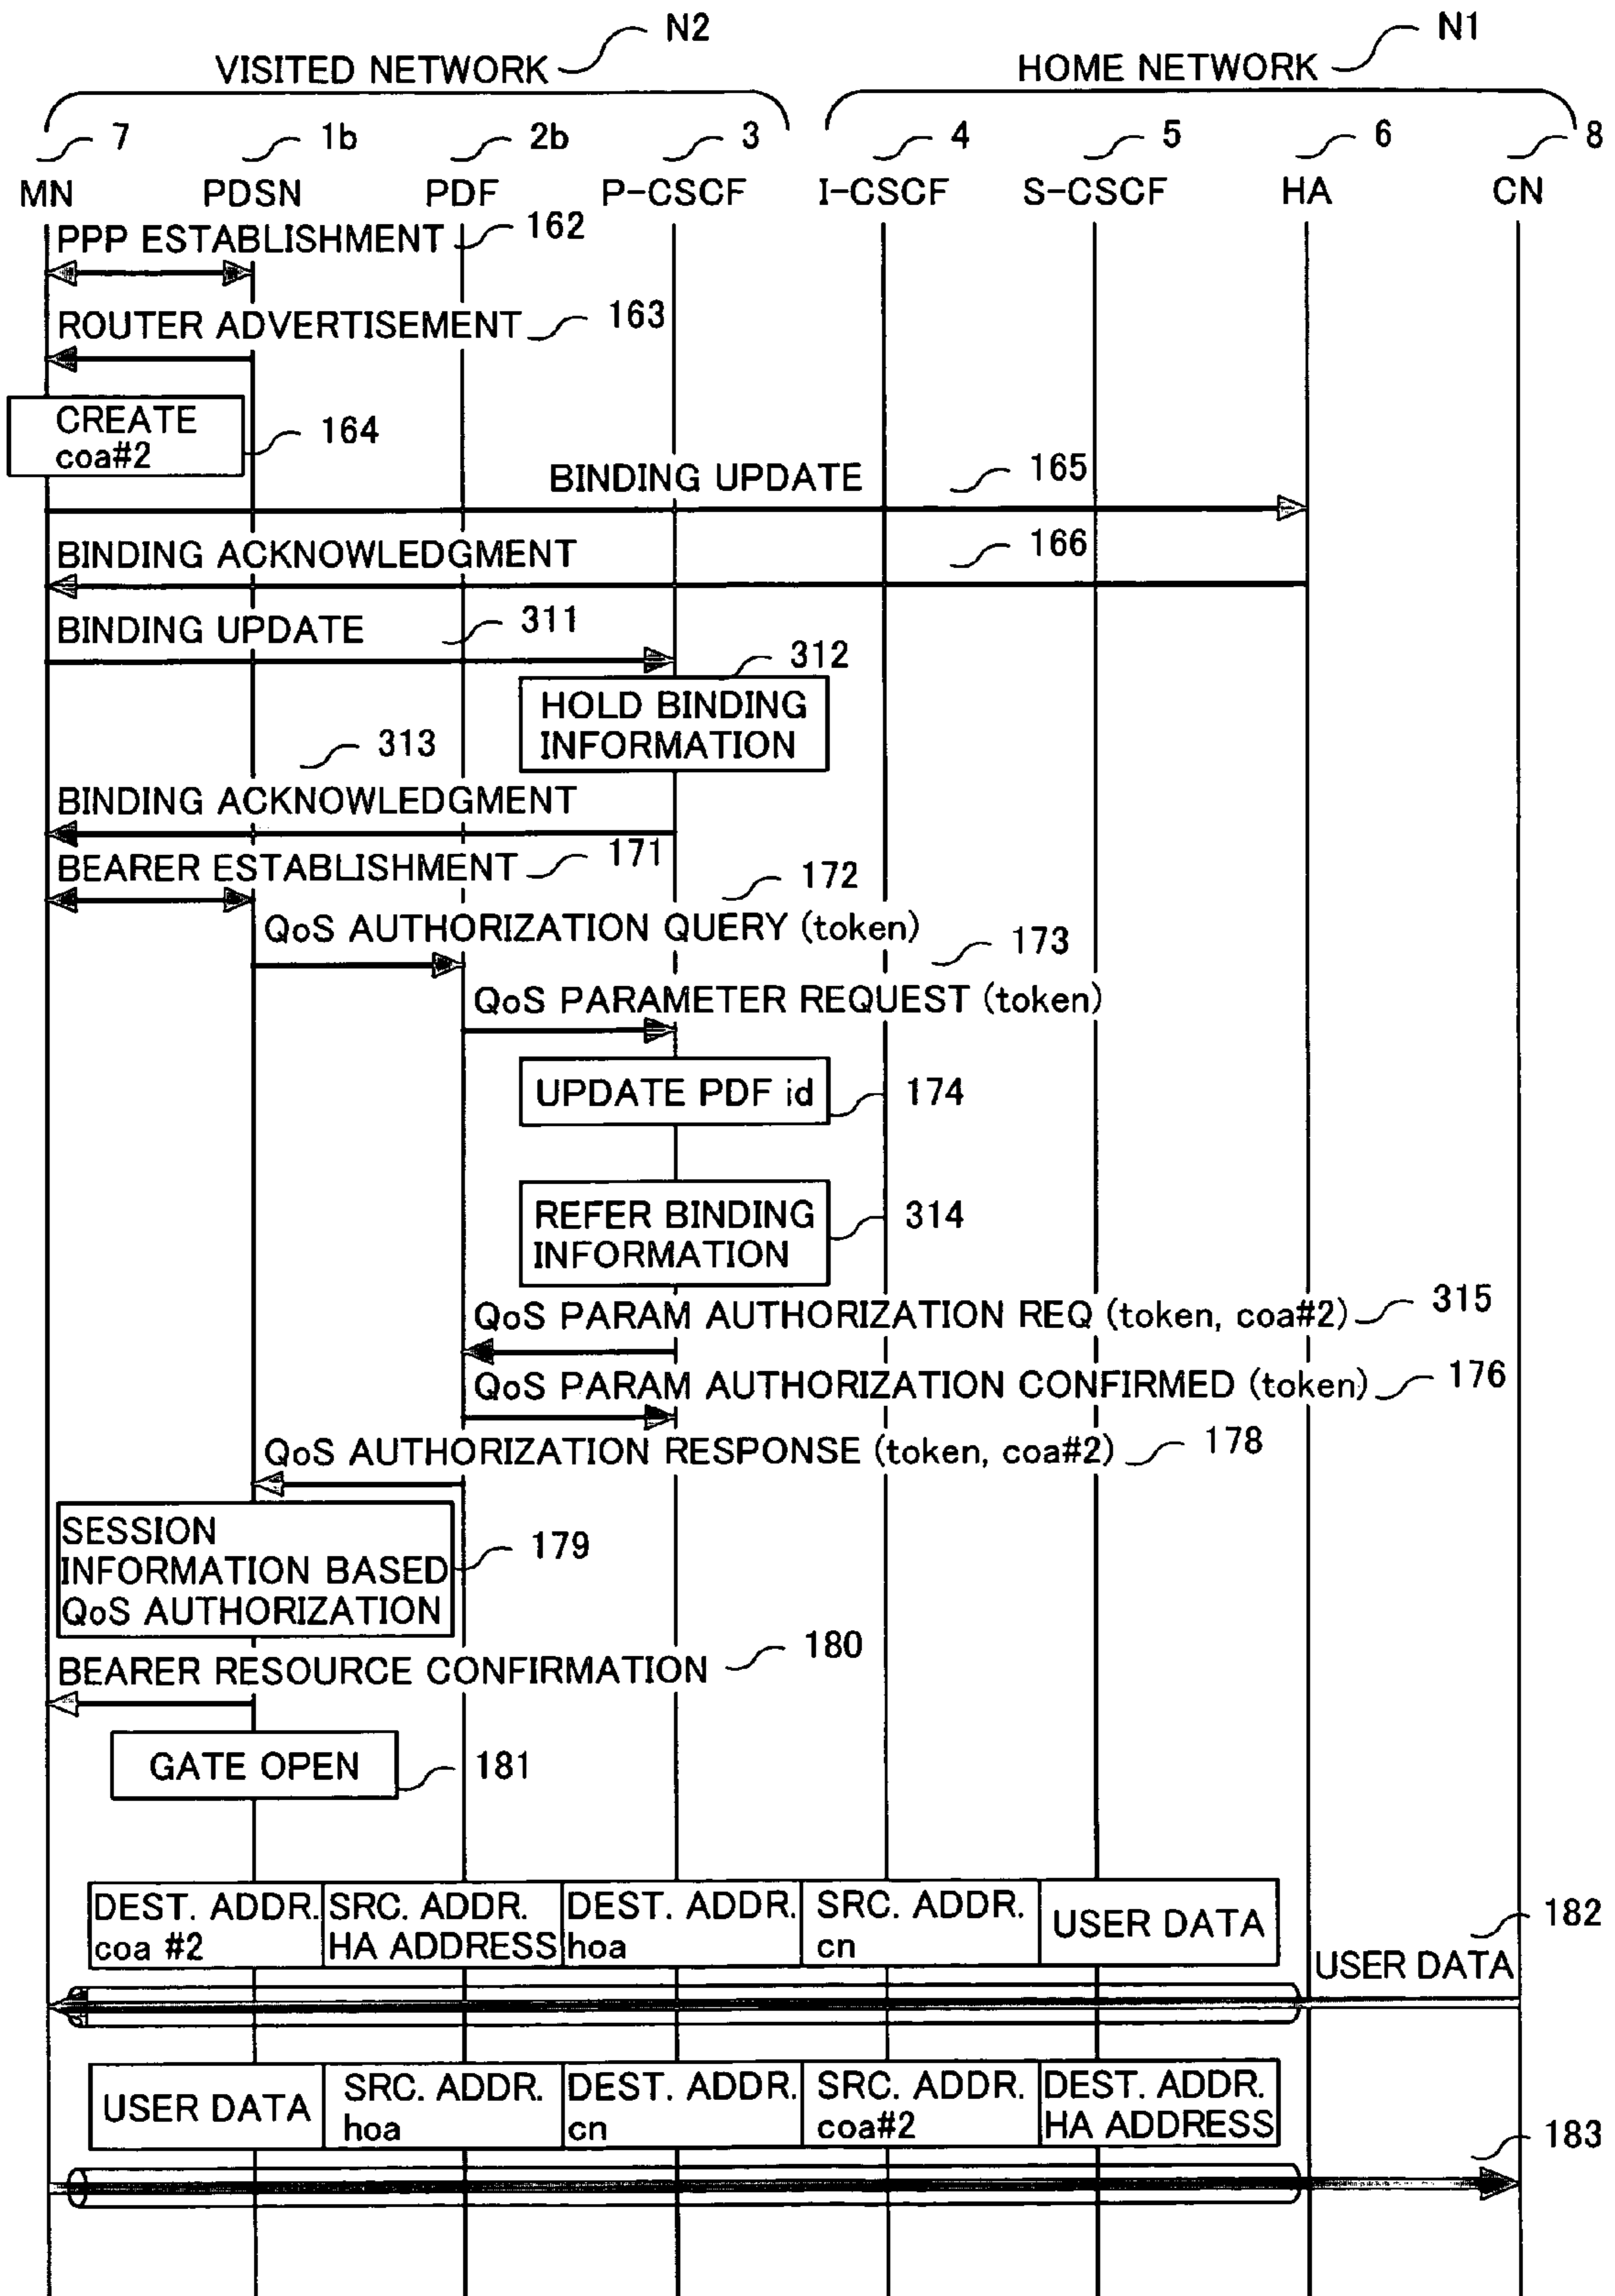 N2
N1
VISITED NETWORK
HOME NETWORK
7
1b
2b
3
4
5
6
8
MN
PDSN
PDF
P-CSCF
I-CSCF
S-CSCF
HA
CN
PPP ESTABLISHMENT
162
ROUTER ADVERTISEMENT
163
CREATE
coa#2
164
BINDING UPDATE
165
BINDING ACKNOWLEDGMENT
166
BINDING UPDATE
311
312
HOLD BINDING
INFORMATION
313
BINDING ACKNOWLEDGMENT
BEARER ESTABLISHMENT
171
172
QoS AUTHORIZATION QUERY (token)
173
QoS PARAMETER REQUEST (token)
UPDATE PDF id
174
REFER BINDING
INFORMATION
314
QoS PARAM AUTHORIZATION REQ (token, coa#2)
315
QoS PARAM AUTHORIZATION CONFIRMED (token)
176
QoS AUTHORIZATION RESPONSE (token, coa#2)
178
SESSION
INFORMATION BASED
QoS AUTHORIZATION
179
BEARER RESOURCE CONFIRMATION
180
GATE OPEN
181
DEST. ADDR.
coa #2
SRC. ADDR.
HA ADDRESS
DEST. ADDR.
hoa
SRC. ADDR.
cn
USER DATA
182
USER DATA
USER DATA
SRC. ADDR.
hoa
DEST. ADDR.
cn
SRC. ADDR.
coa#2
DEST. ADDR.
HA ADDRESS
183